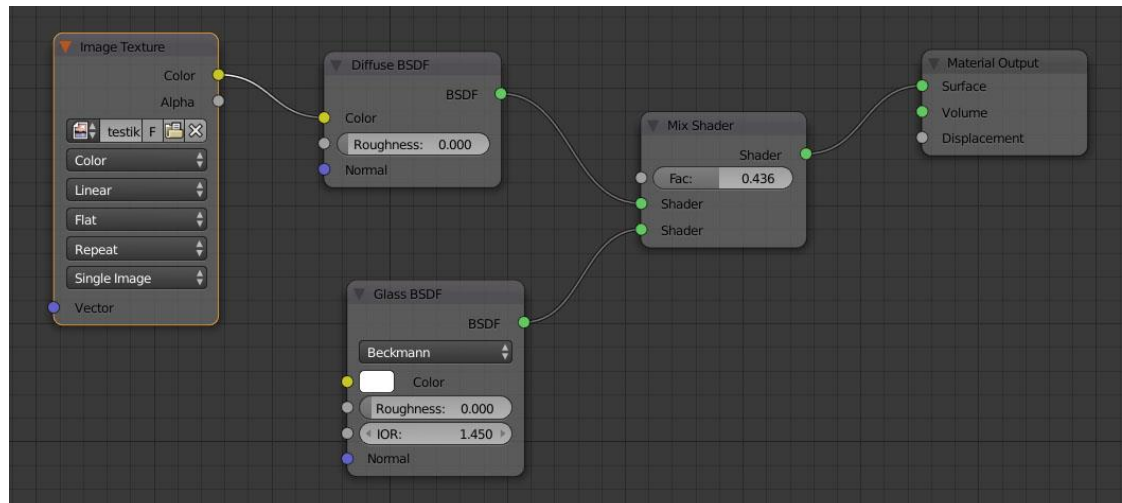 Image Texture
Color
Alpha
testik F
Color
Linear
Flat
Repeat
Single Image
Vector
Diffuse BSDF
BSDF
Color
Roughness: 0.000
Normal
Glass BSDF
BSDF
Beckmann
Color
Roughness: 0.000
IOR: 1.450
Normal
Mix Shader
Shader
Fac: 0.436
Shader
Shader
Material Output
Surface
Volume
Displacement